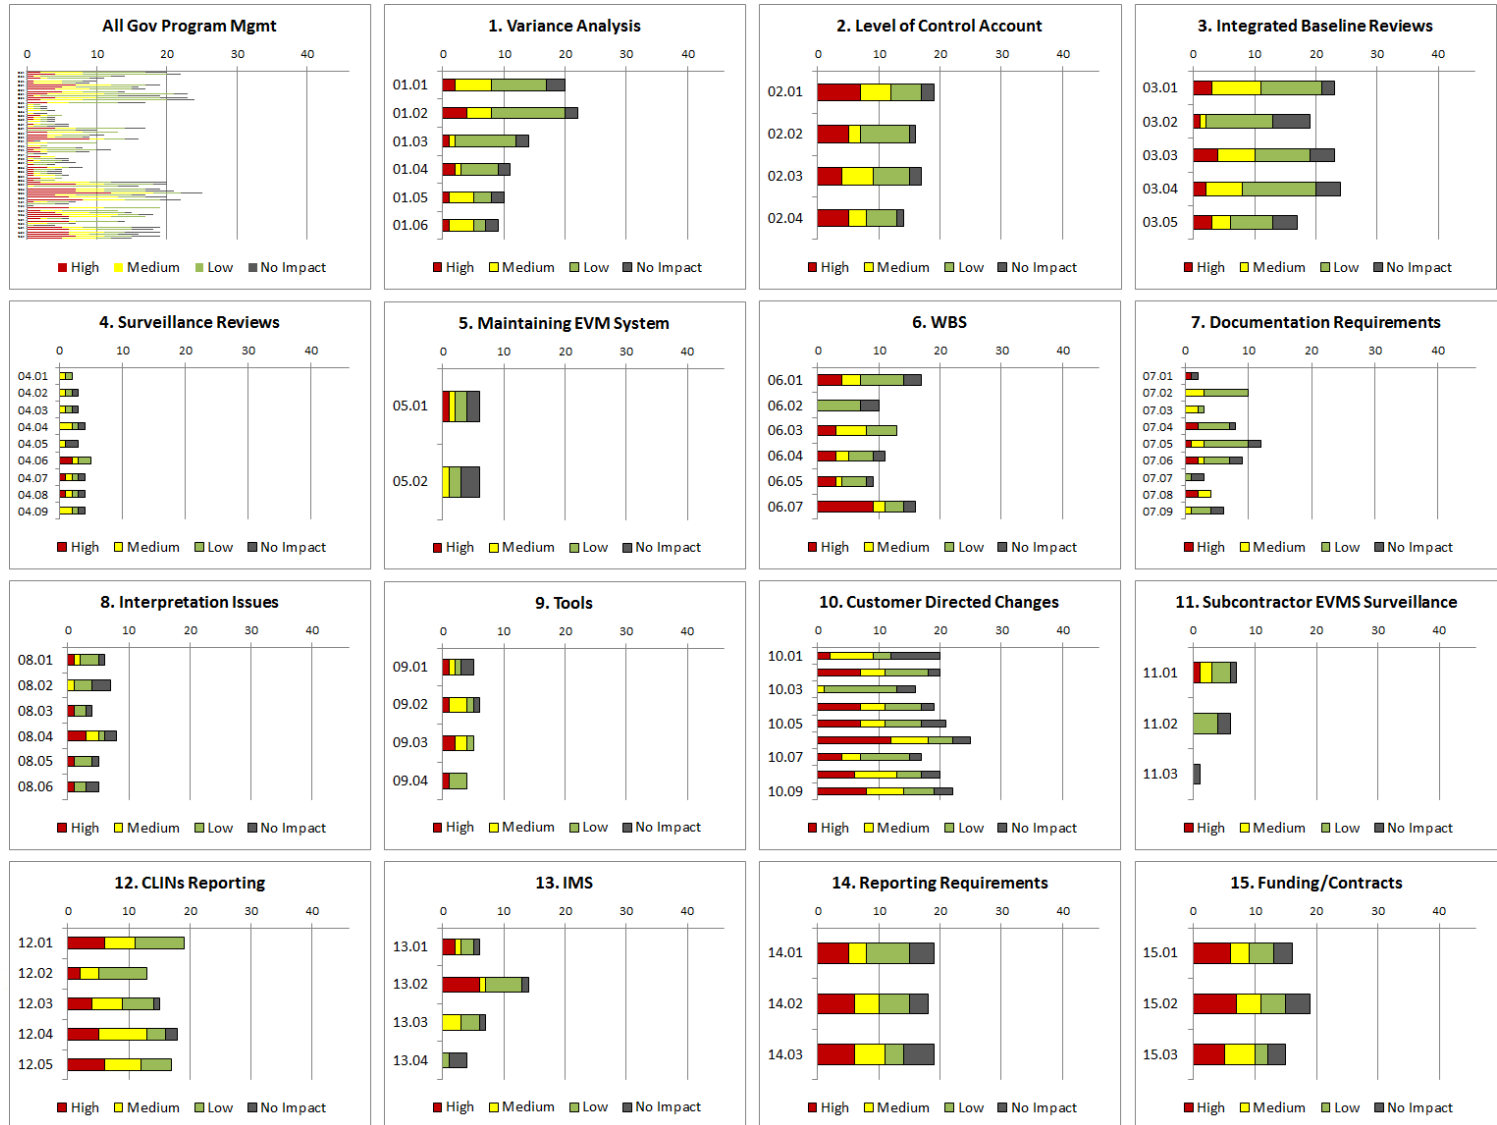 All Gov Program Mgmt
0 10 20 30 40
High Medium Low No Impact
1. Variance Analysis
0 10 20 30 40
01.01
01.02
01.03
01.04
01.05
01.06
High Medium Low No Impact
2. Level of Control Account
0 10 20 30 40
02.01
02.02
02.03
02.04
High Medium Low No Impact
3. Integrated Baseline Reviews
0 10 20 30 40
03.01
03.02
03.03
03.04
03.05
High Medium Low No Impact
4. Surveillance Reviews
0 10 20 30 40
04.01
04.02
04.03
04.04
04.05
04.06
04.07
04.08
04.09
High Medium Low No Impact
5. Maintaining EVM System
0 10 20 30 40
05.01
05.02
High Medium Low No Impact
6. WBS
0 10 20 30 40
06.01
06.02
06.03
06.04
06.05
06.07
High Medium Low No Impact
7. Documentation Requirements
0 10 20 30 40
07.01
07.02
07.03
07.04
07.05
07.06
07.07
07.08
07.09
High Medium Low No Impact
8. Interpretation Issues
0 10 20 30 40
08.01
08.02
08.03
08.04
08.05
08.06
High Medium Low No Impact
9. Tools
0 10 20 30 40
09.01
09.02
09.03
09.04
High Medium Low No Impact
10. Customer Directed Changes
0 10 20 30 40
10.01
10.03
10.05
10.07
10.09
High Medium Low No Impact
11. Subcontractor EVMS Surveillance
0 10 20 30 40
11.01
11.02
11.03
High Medium Low No Impact
12. CLINs Reporting
0 10 20 30 40
12.01
12.02
12.03
12.04
12.05
High Medium Low No Impact
13. IMS
0 10 20 30 40
13.01
13.02
13.03
13.04
High Medium Low No Impact
14. Reporting Requirements
0 10 20 30 40
14.01
14.02
14.03
High Medium Low No Impact
15. Funding/Contracts
0 10 20 30 40
15.01
15.02
15.03
High Medium Low No Impact